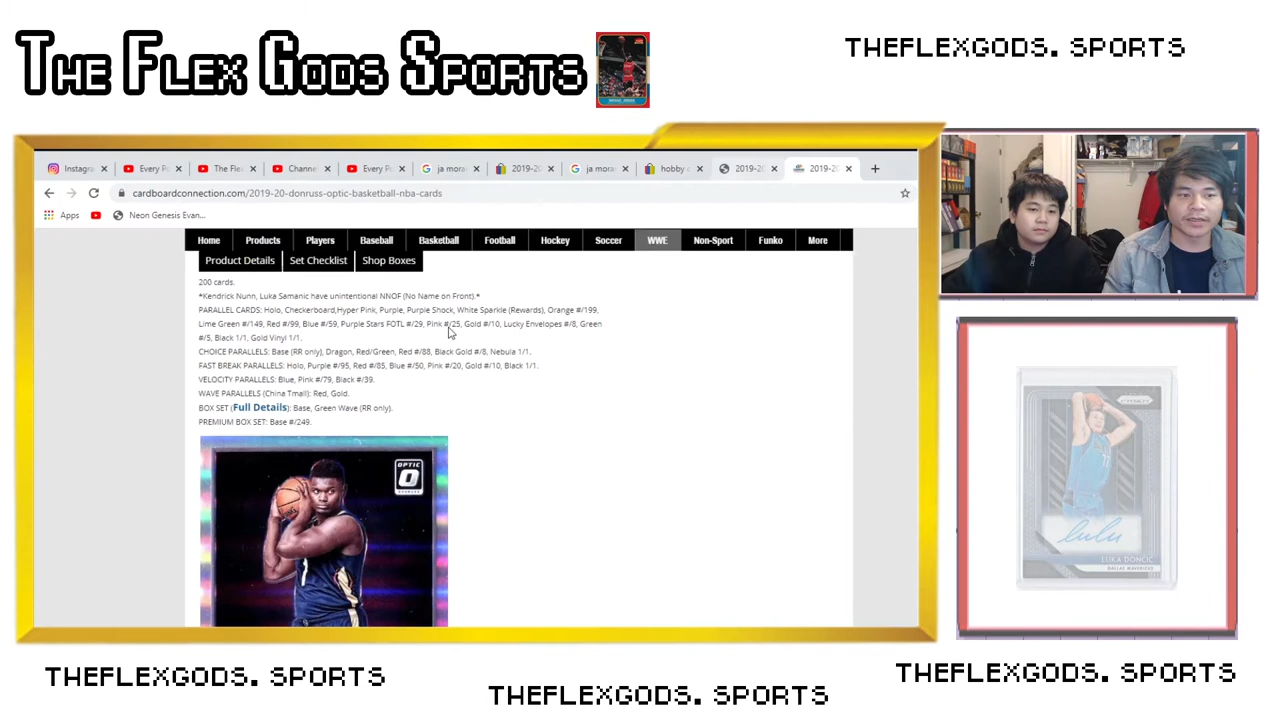 THE FLEX GODS SPORTS
THEFLEXGODS. SPORTS
Instagra
Every P
The Fle
Channe
Every P
ja mora
2019-20
ja mora
hobby c
2019-20
2019-20
cardboardconnection.com/2019-20-donruss-optic-basketball-nba-cards
Apps
Neon Genesis Evan...
Home Products Players Baseball Basketball Football Hockey Soccer WWE Non-Sport Funko More
Product Details Set Checklist Shop Boxes
200 cards.
*Kendrick Nunn, Luka Samanic have unintentional NNOF (No Name on Front).*
PARALLEL CARDS: Holo, Checkerboard,Hyper Pink, Purple, Purple Shock, White Sparkle (Rewards), Orange #/199,
Lime Green #/149, Red #/99, Blue #/59, Purple Stars FOTL #/29, Pink #/25, Gold #/10, Lucky Envelopes #/8, Green
#/5, Black 1/1, Gold Vinyl 1/1.
CHOICE PARALLELS: Base (RR only), Dragon, Red/Green, Red #/88, Black Gold #/8, Nebula 1/1.
FAST BREAK PARALLELS: Holo, Purple #/95, Red #/85, Blue #/50, Pink #/20, Gold #/10, Black 1/1.
VELOCITY PARALLELS: Blue, Pink #/79, Black #/39.
WAVE PARALLELS (China Tmall): Red, Gold.
BOX SET (Full Details): Base, Green Wave (RR only).
PREMIUM BOX SET: Base #/249.
OPTIC
PRIZM
LUKA DONCIC
DALLAS MAVERICKS
THEFLEXGODS. SPORTS
THEFLEXGODS. SPORTS
THEFLEXGODS. SPORTS